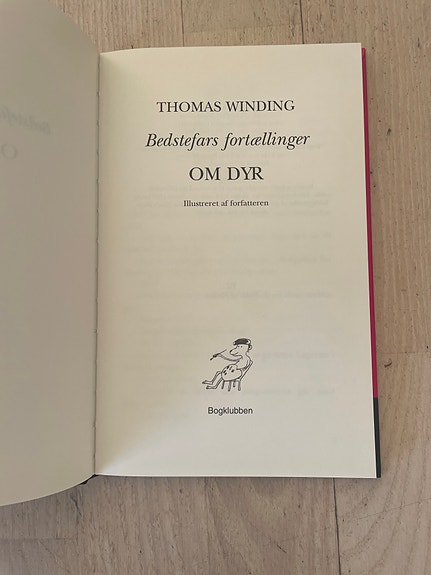 THOMAS WINDING
Bedstefars fortællinger
OM DYR
Illustreret af forfatteren
Bogklubben